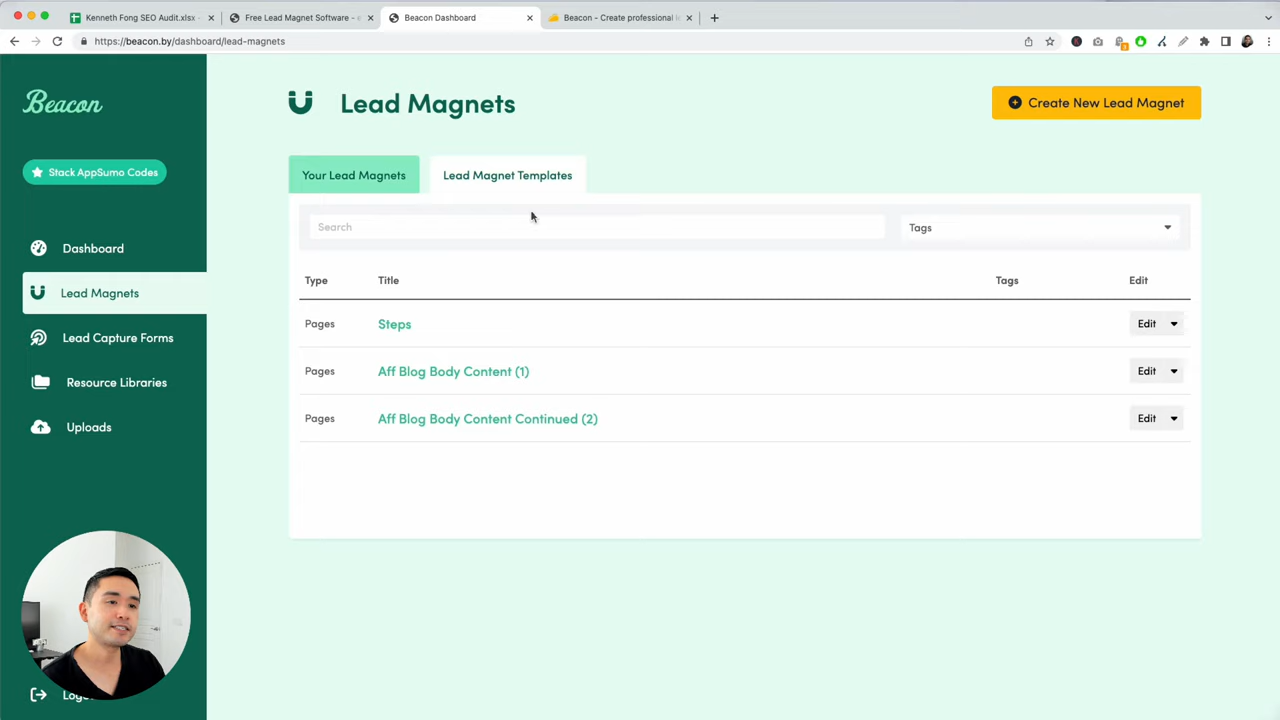 Kenneth Fong SEO Audit.xlsx
Free Lead Magnet Software - e
Beacon Dashboard
Beacon - Create professional l
https://beacon.by/dashboard/lead-magnets
Beacon
Stack AppSumo Codes
Dashboard
Lead Magnets
Lead Capture Forms
Resource Libraries
Uploads
Lead Magnets
Create New Lead Magnet
Your Lead Magnets
Lead Magnet Templates
Search
Tags
Type Title Tags Edit
Pages Steps Edit
Pages Aff Blog Body Content (1) Edit
Pages Aff Blog Body Content Continued (2) Edit